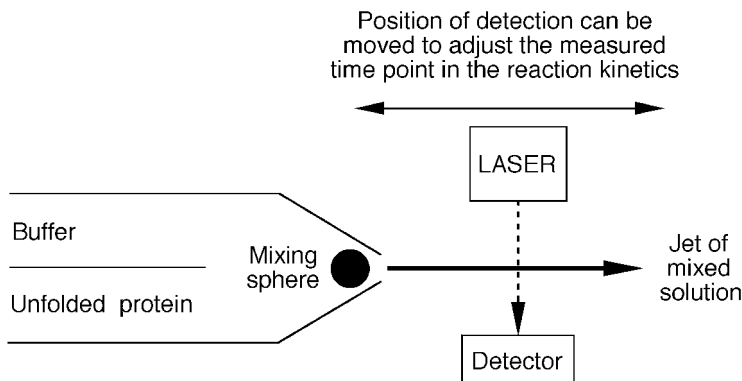 Position of detection can be
moved to adjust the measured
time point in the reaction kinetics
LASER
Buffer
Mixing
sphere
Unfolded protein
Jet of
mixed
solution
Detector